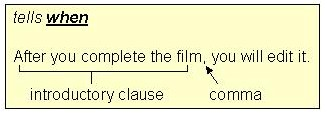 tells when
After you complete the film, you will edit it.
introductory clause comma